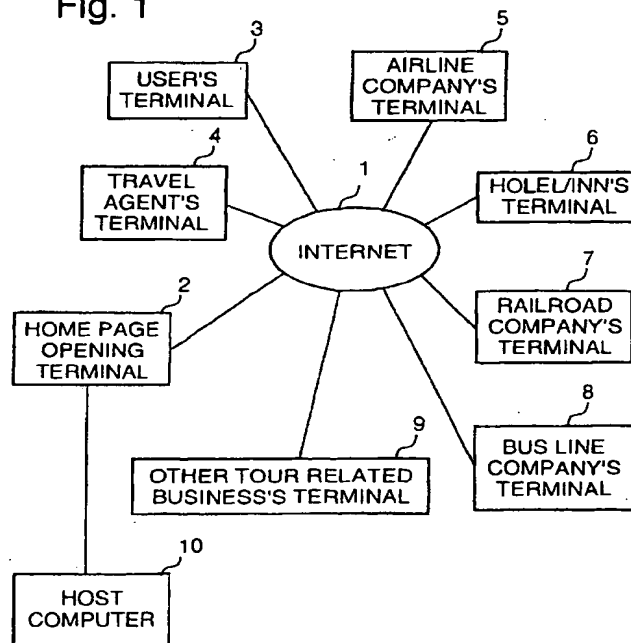 Fig. 1
3
USER'S
TERMINAL
5
AIRLINE
COMPANY'S
TERMINAL
4
TRAVEL
AGENT'S
TERMINAL
1
INTERNET
6
HOLEL/INN'S
TERMINAL
2
HOME PAGE
OPENING
TERMINAL
7
RAILROAD
COMPANY'S
TERMINAL
8
BUS LINE
COMPANY'S
TERMINAL
9
OTHER TOUR RELATED
BUSINESS'S TERMINAL
10
HOST
COMPUTER